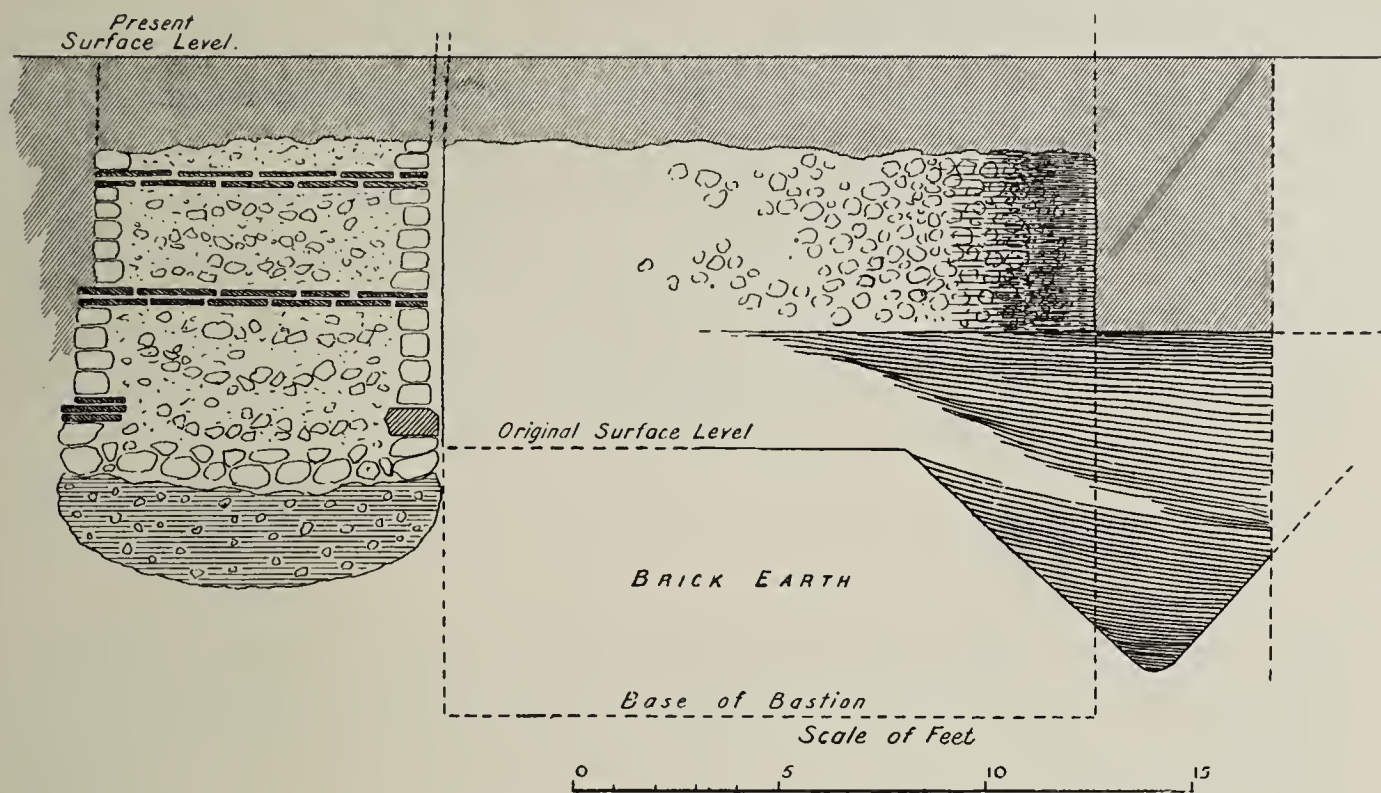 Present
Surface Level.
Original Surface Level
BRICK EARTH
Base of Bastion
Scale of Feet
0 5 10 15